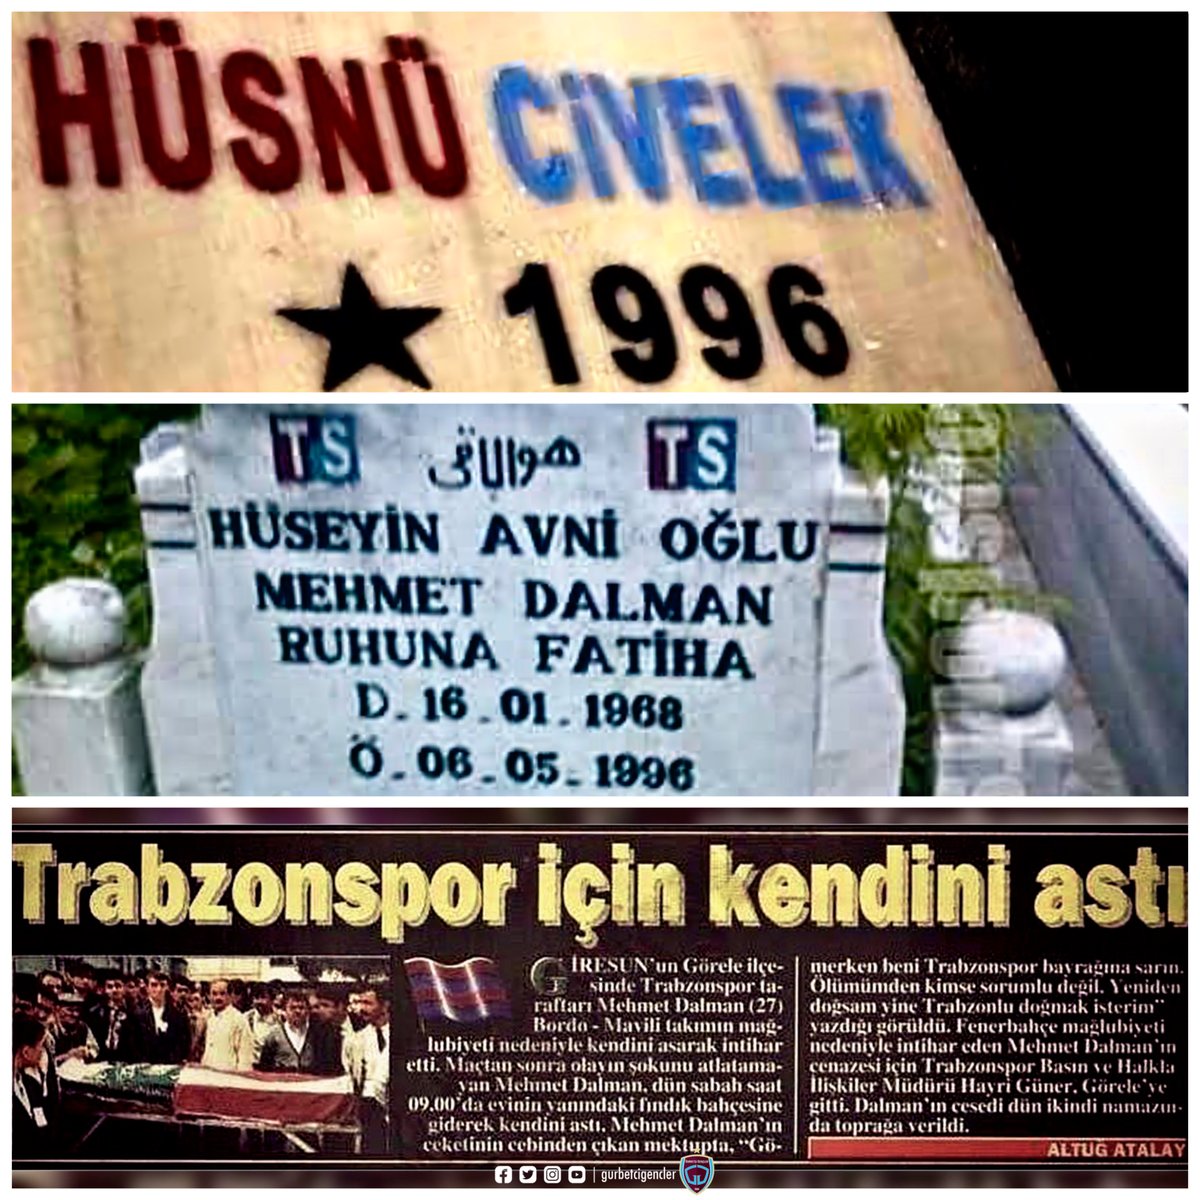 HÜSNÜ CİVELEK
★ 1996
TS هوالباقى TS
HÜSEYİN AVNİ OĞLU
MEHMET DALMAN
RUHUNA FATİHA
D. 16.01.1968
Ö.06.05.1996
Trabzonspor için kendini astı
GİRESUN'un Görele ilçe-
sinde Trabzonspor ta-
raftarı Mehmet Dalman (27)
Bordo - Mavili takımın mağ-
lubiyeti nedeniyle kendini asarak intihar
etti. Maçtan sonra olayın şokunu atlatama-
yan Mehmet Dalman, dün sabah saat
09.00'da evinin yanındaki fındık bahçesine
giderek kendini astı. Mehmet Dalman'ın
ceketinin cebinden çıkan mektupta, "Gö-
merken beni Trabzonspor bayrağına sarın.
Ölümümden kimse sorumlu değil. Yeniden
doğsam yine Trabzonlu doğmak isterim"
yazdığı görüldü. Fenerbahçe mağlubiyeti
nedeniyle intihar eden Mehmet Dalman'ın
cenazesi için Trabzonspor Basın ve Halkla
İlişkiler Müdürü Hayri Güner, Görele'ye
gitti. Dalman'ın cesedi dün ikindi namazın-
da toprağa verildi.
ALTUĞ ATALAY
| gurbetcigencler